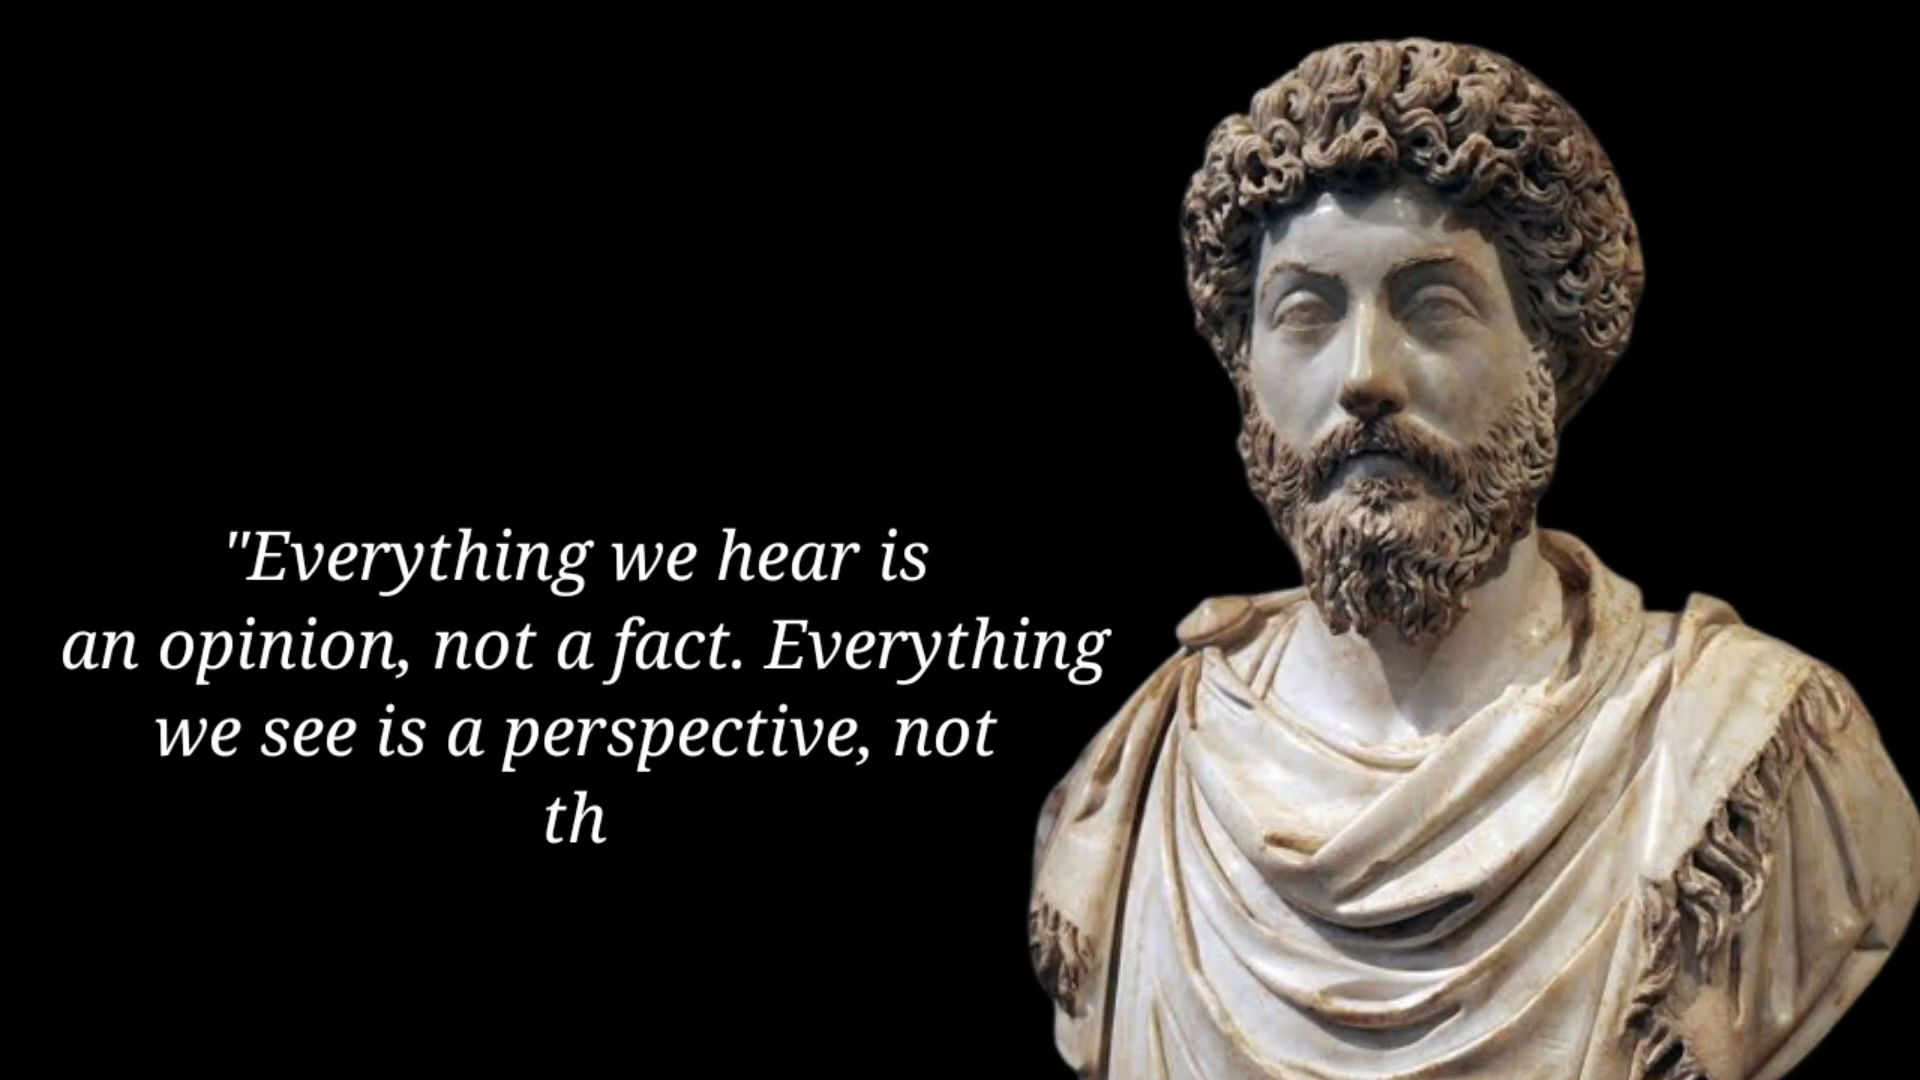 "Everything we hear is
an opinion, not a fact. Everything
we see is a perspective, not
th